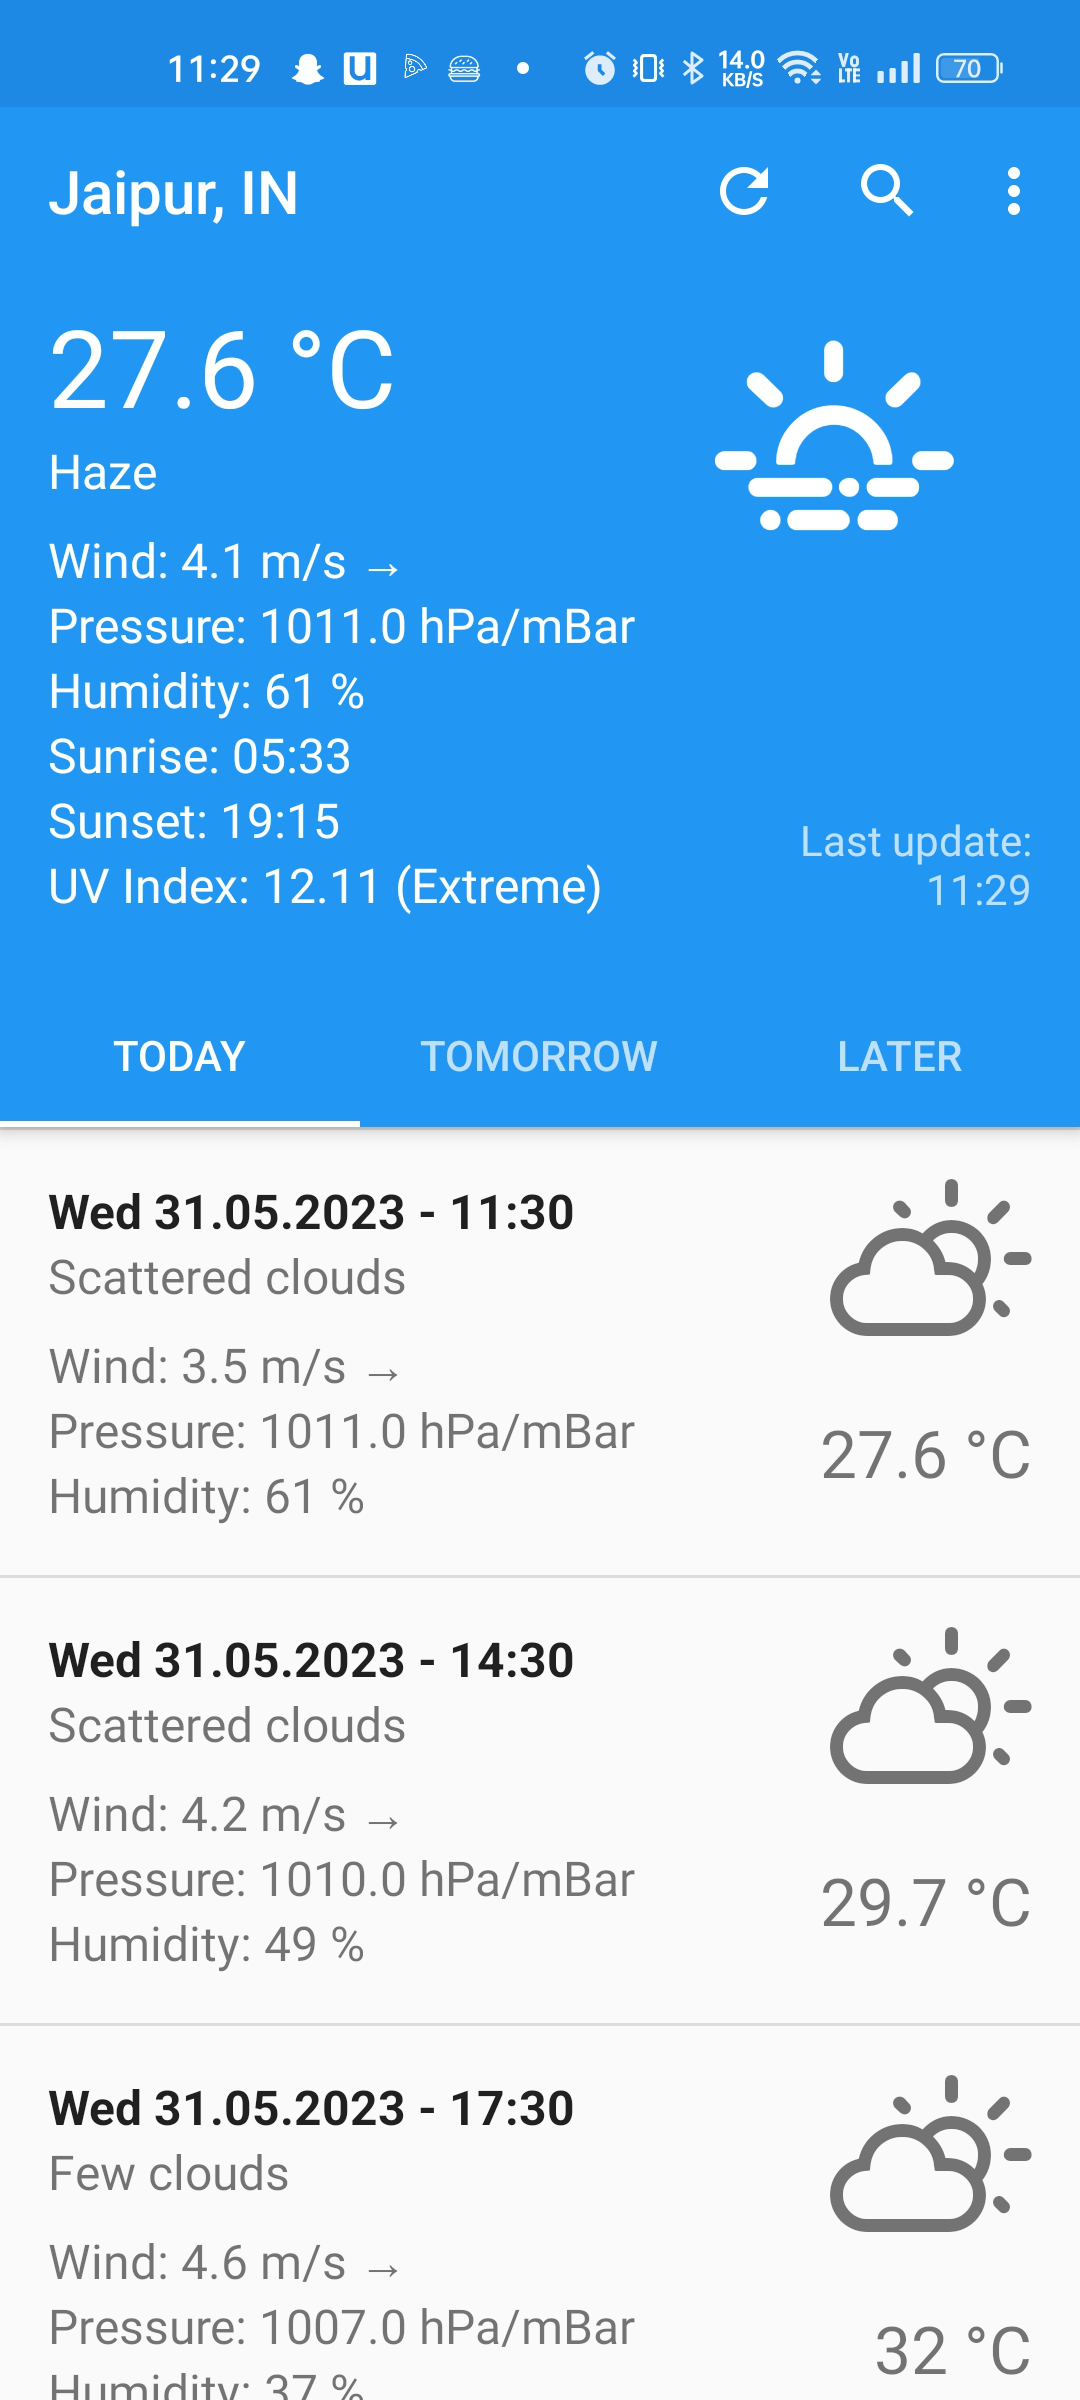 11:29 U 14.0 KB/S Vo LTE 70
Jaipur, IN
27.6 °C
Haze
Wind: 4.1 m/s →
Pressure: 1011.0 hPa/mBar
Humidity: 61 %
Sunrise: 05:33
Sunset: 19:15
UV Index: 12.11 (Extreme)
Last update:
11:29
TODAY TOMORROW LATER
Wed 31.05.2023 - 11:30
Scattered clouds
Wind: 3.5 m/s →
Pressure: 1011.0 hPa/mBar
Humidity: 61 %
27.6 °C
Wed 31.05.2023 - 14:30
Scattered clouds
Wind: 4.2 m/s →
Pressure: 1010.0 hPa/mBar
Humidity: 49 %
29.7 °C
Wed 31.05.2023 - 17:30
Few clouds
Wind: 4.6 m/s →
Pressure: 1007.0 hPa/mBar
Humidity: 37 %
32 °C